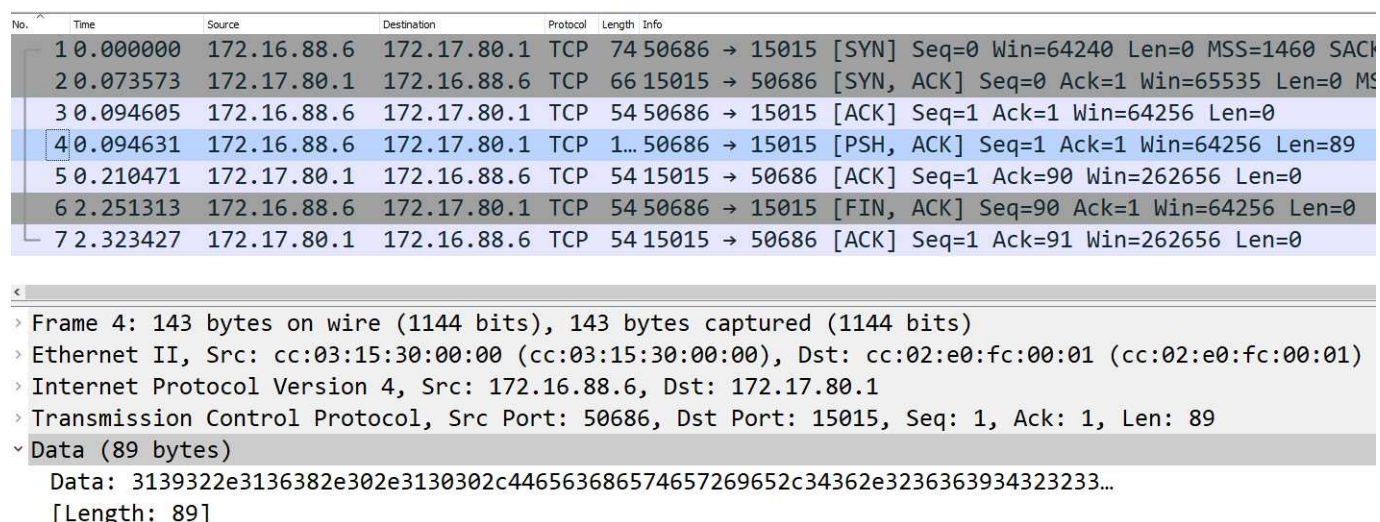 No. Time Source Destination Protocol Length Info
1 0.000000 172.16.88.6 172.17.80.1 TCP 74 50686 → 15015 [SYN] Seq=0 Win=64240 Len=0 MSS=1460 SACK
2 0.073573 172.17.80.1 172.16.88.6 TCP 66 15015 → 50686 [SYN, ACK] Seq=0 Ack=1 Win=65535 Len=0 MS
3 0.094605 172.16.88.6 172.17.80.1 TCP 54 50686 → 15015 [ACK] Seq=1 Ack=1 Win=64256 Len=0
4 0.094631 172.16.88.6 172.17.80.1 TCP 1… 50686 → 15015 [PSH, ACK] Seq=1 Ack=1 Win=64256 Len=89
5 0.210471 172.17.80.1 172.16.88.6 TCP 54 15015 → 50686 [ACK] Seq=1 Ack=90 Win=262656 Len=0
6 2.251313 172.16.88.6 172.17.80.1 TCP 54 50686 → 15015 [FIN, ACK] Seq=90 Ack=1 Win=64256 Len=0
7 2.323427 172.17.80.1 172.16.88.6 TCP 54 15015 → 50686 [ACK] Seq=1 Ack=91 Win=262656 Len=0
Frame 4: 143 bytes on wire (1144 bits), 143 bytes captured (1144 bits)
Ethernet II, Src: cc:03:15:30:00:00 (cc:03:15:30:00:00), Dst: cc:02:e0:fc:00:01 (cc:02:e0:fc:00:01)
Internet Protocol Version 4, Src: 172.16.88.6, Dst: 172.17.80.1
Transmission Control Protocol, Src Port: 50686, Dst Port: 15015, Seq: 1, Ack: 1, Len: 89
Data (89 bytes)
Data: 3139322e3136382e302e3130302c4465636865746572​69652c34362e3236363934323233…
[Length: 89]